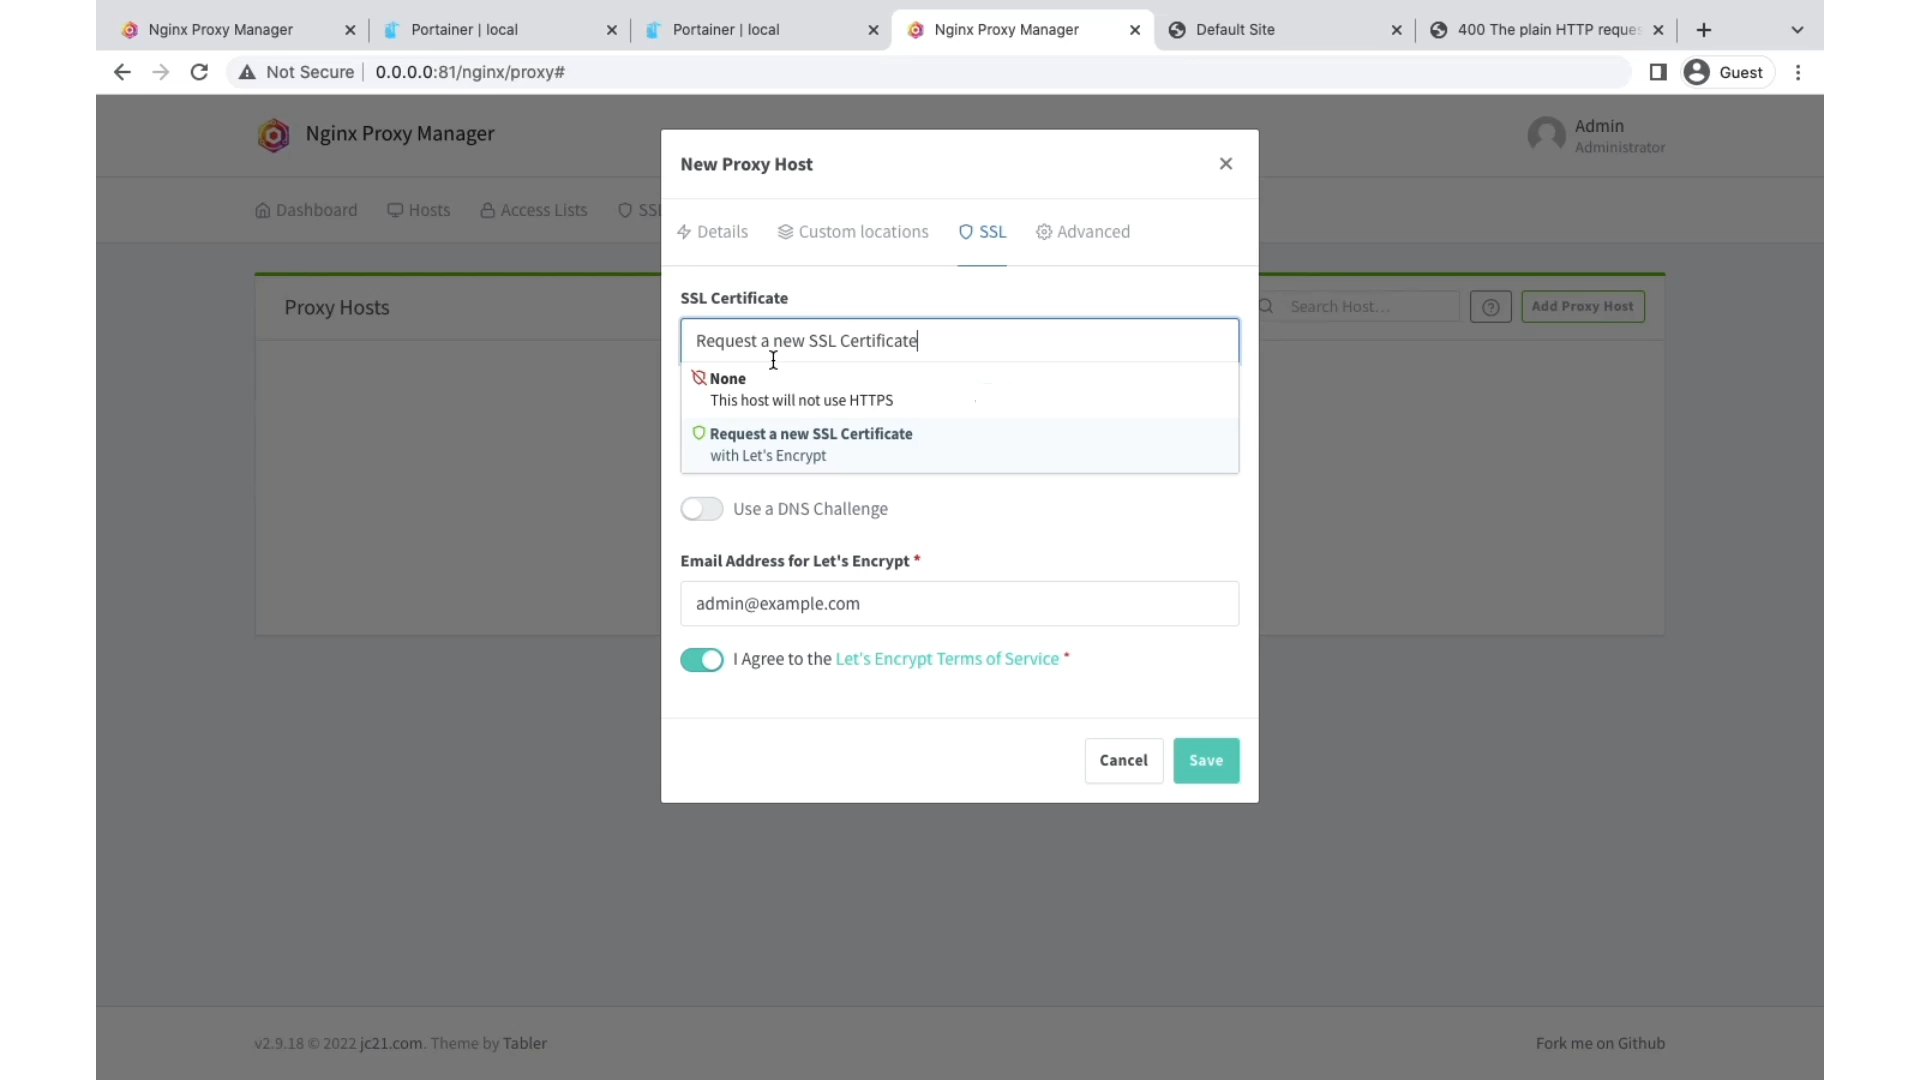 Nginx Proxy Manager
Portainer | local
Portainer | local
Nginx Proxy Manager
Default Site
400 The plain HTTP reques
Not Secure
0.0.0.0:81/nginx/proxy#
Guest
Nginx Proxy Manager
Admin
Administrator
Dashboard
Hosts
Access Lists
SSL
Proxy Hosts
Search Host...
Add Proxy Host
New Proxy Host
Details
Custom locations
SSL
Advanced
SSL Certificate
Request a new SSL Certificate
None
This host will not use HTTPS
Request a new SSL Certificate
with Let's Encrypt
Use a DNS Challenge
Email Address for Let's Encrypt *
admin@example.com
I Agree to the Let's Encrypt Terms of Service *
Cancel
Save
v2.9.18 © 2022 jc21.com. Theme by Tabler
Fork me on Github